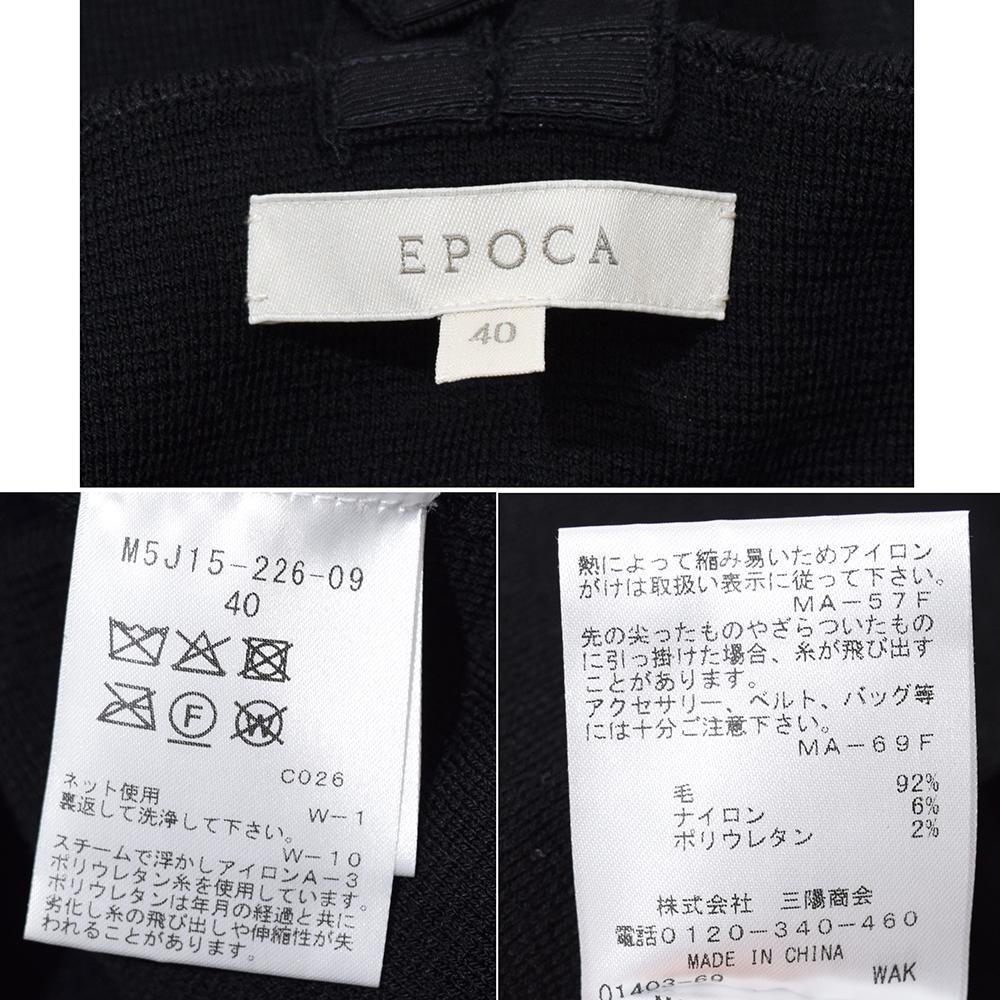 EPOCA
40
M5J15-226-09
40
F
W
C026
ネット使用
W-1
裏返して洗浄して下さい。
W-10
スチームで浮かしアイロンA-3
ポリウレタン糸を使用しています。
ポリウレタンは年月の経過と共に
劣化し糸の飛び出しや伸縮性が失
われることがあります。
熱によって縮み易いためアイロン
がけは取扱い表示に従って下さい。
MA-57F
先の尖ったものやざらついたもの
に引っ掛けた場合、糸が飛び出す
ことがあります。
アクセサリー、ベルト、バッグ等
には十分ご注意下さい。
MA-69F
毛 92%
ナイロン 6%
ポリウレタン 2%
株式会社 三陽商会
電話0120-340-460
MADE IN CHINA
01403-69 WAK